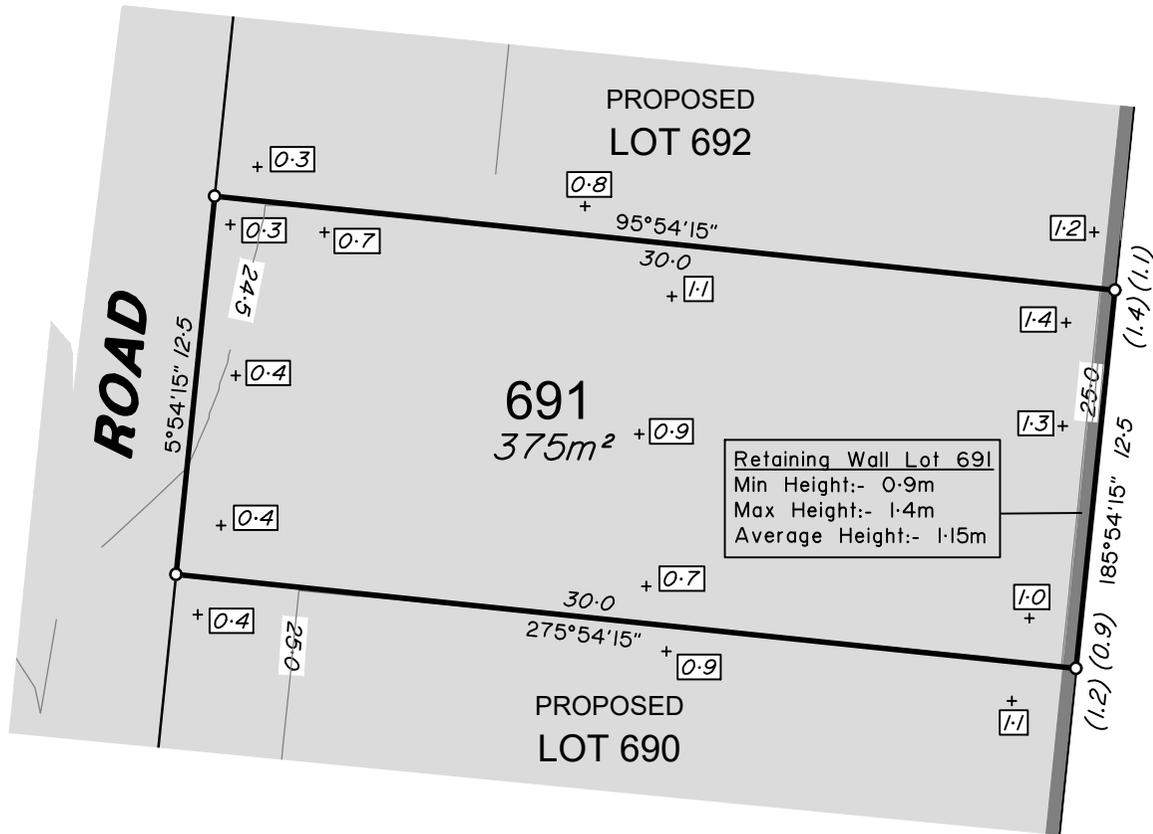 PROPOSED
LOT 692
0·3
0·8
95°54'15"
30·0
1·2
(1.4) (1.1)
0·3
0·7
1·1
1·4
24·5
ROAD
5°54'15" 12·5
0·4
691
375m²
0·9
25·0
1·3
Retaining Wall Lot 691
Min Height:- 0·9m
Max Height:- 1·4m
Average Height:- 1·15m
185°54'15" 12·5
0·4
0·7
1·0
30·0
275°54'15"
(1.2) (0.9)
0·4
25·0
0·9
1·1
PROPOSED
LOT 690